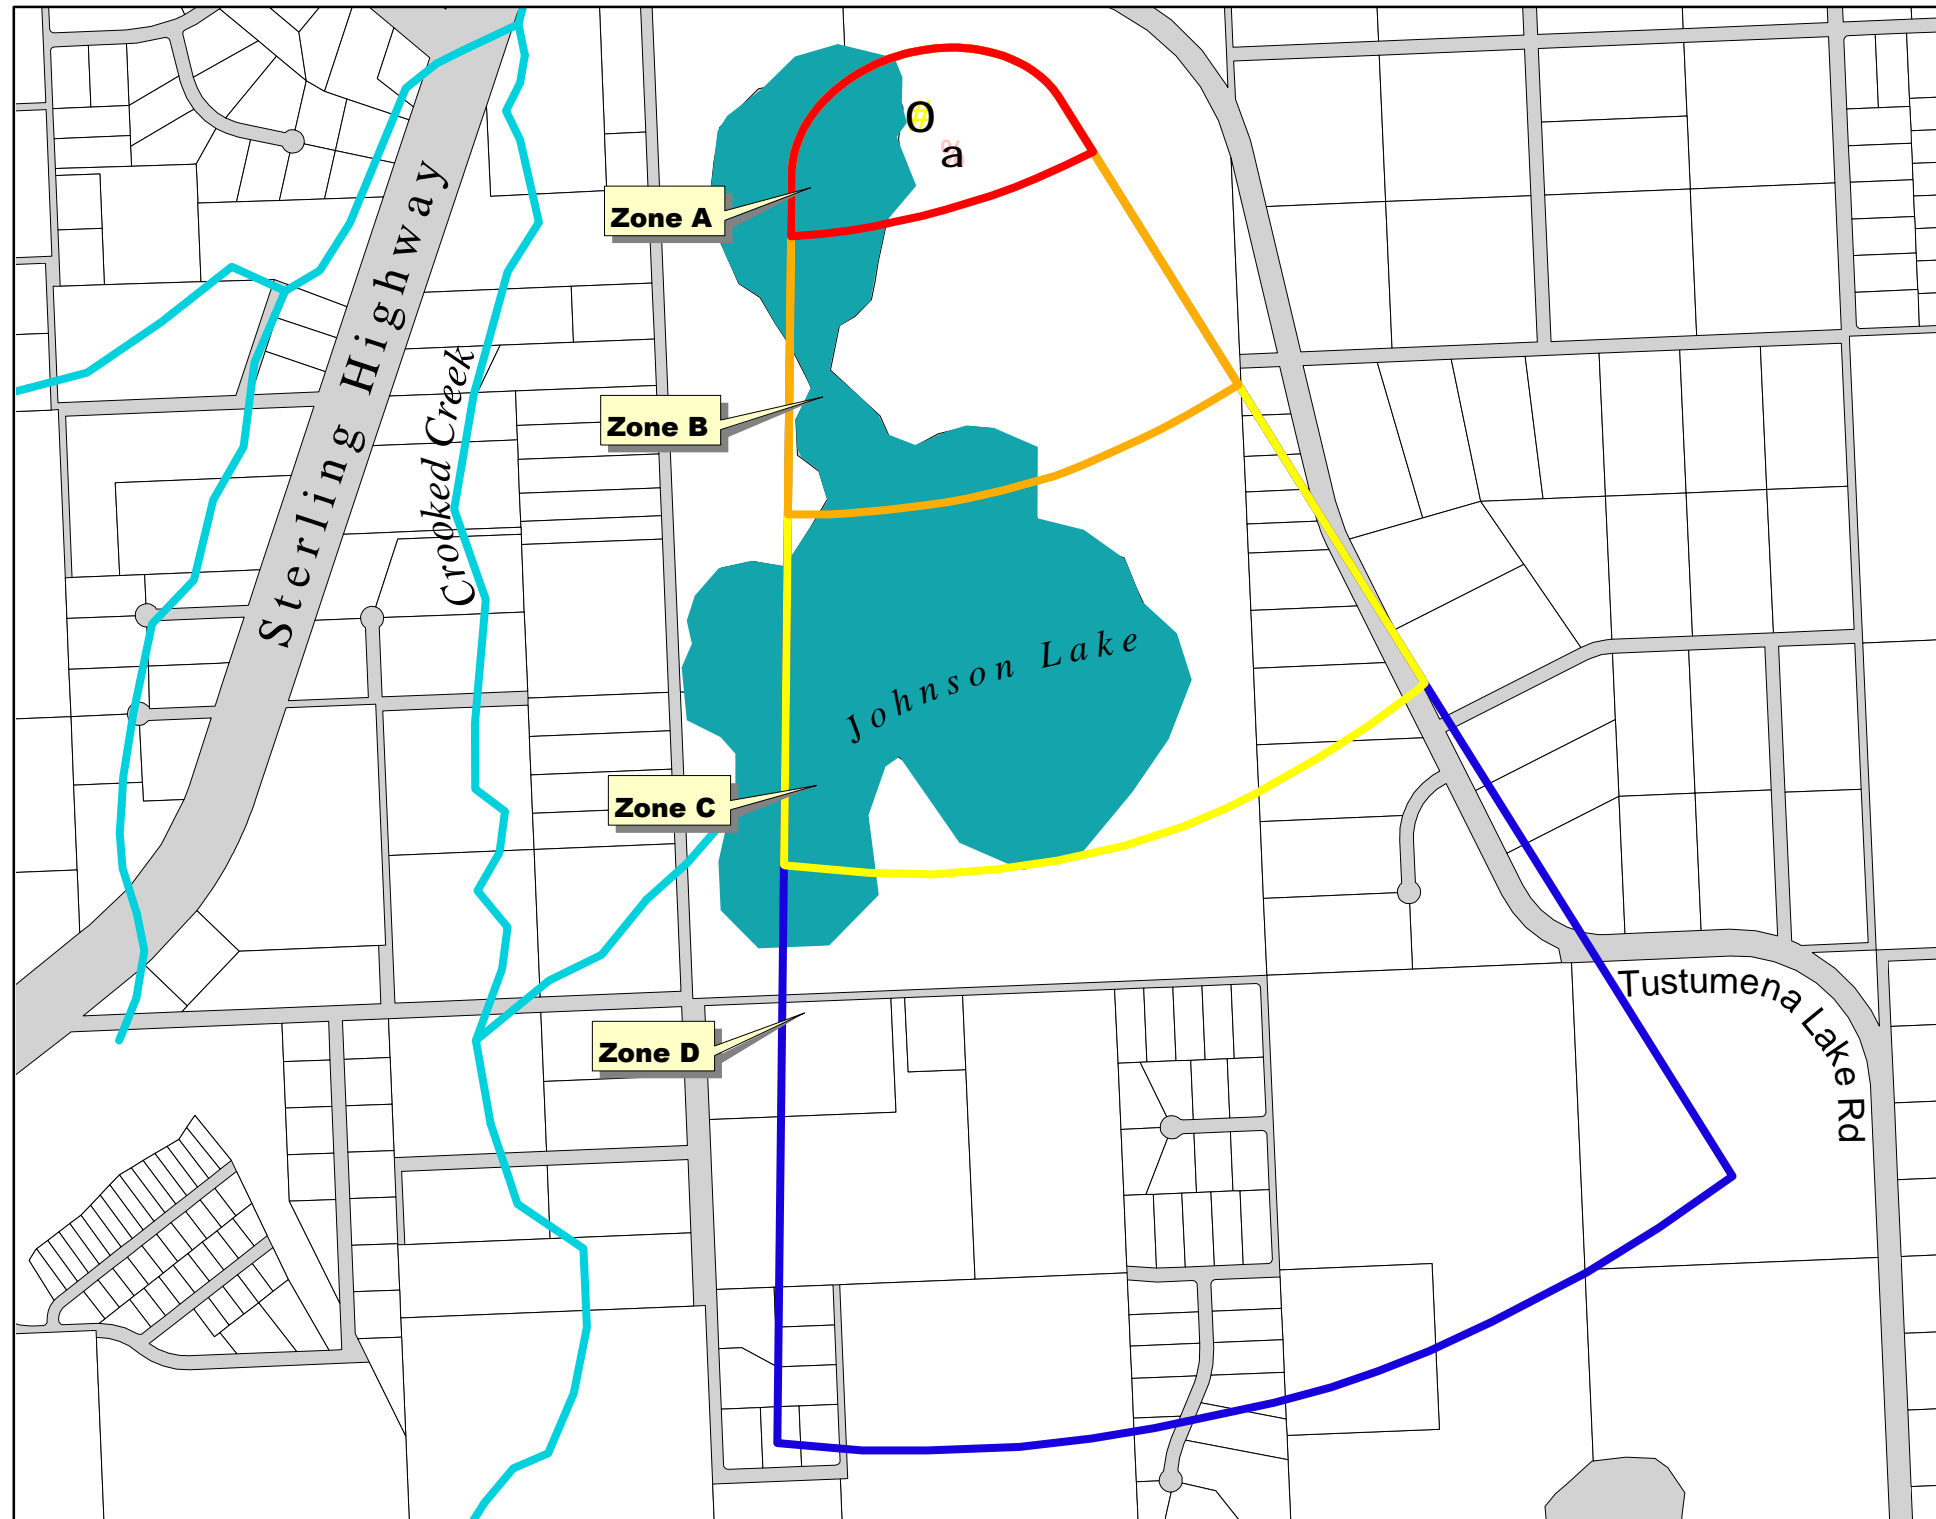 O
a
Zone A
Sterling Highway
Crooked Creek
Zone B
Johnson Lake
Zone C
Tustumena Lake Rd
Zone D